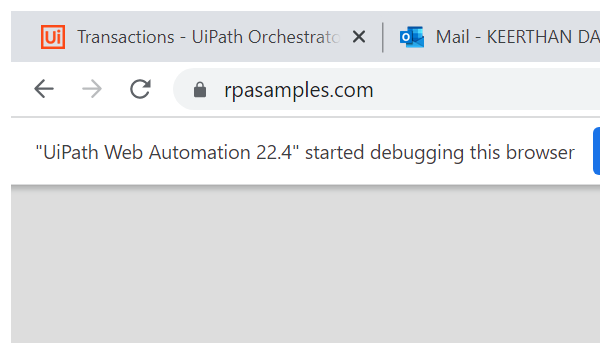 Ui Transactions - UiPath Orchestrato Mail - KEERTHAN DA
rpasamples.com
"UiPath Web Automation 22.4" started debugging this browser